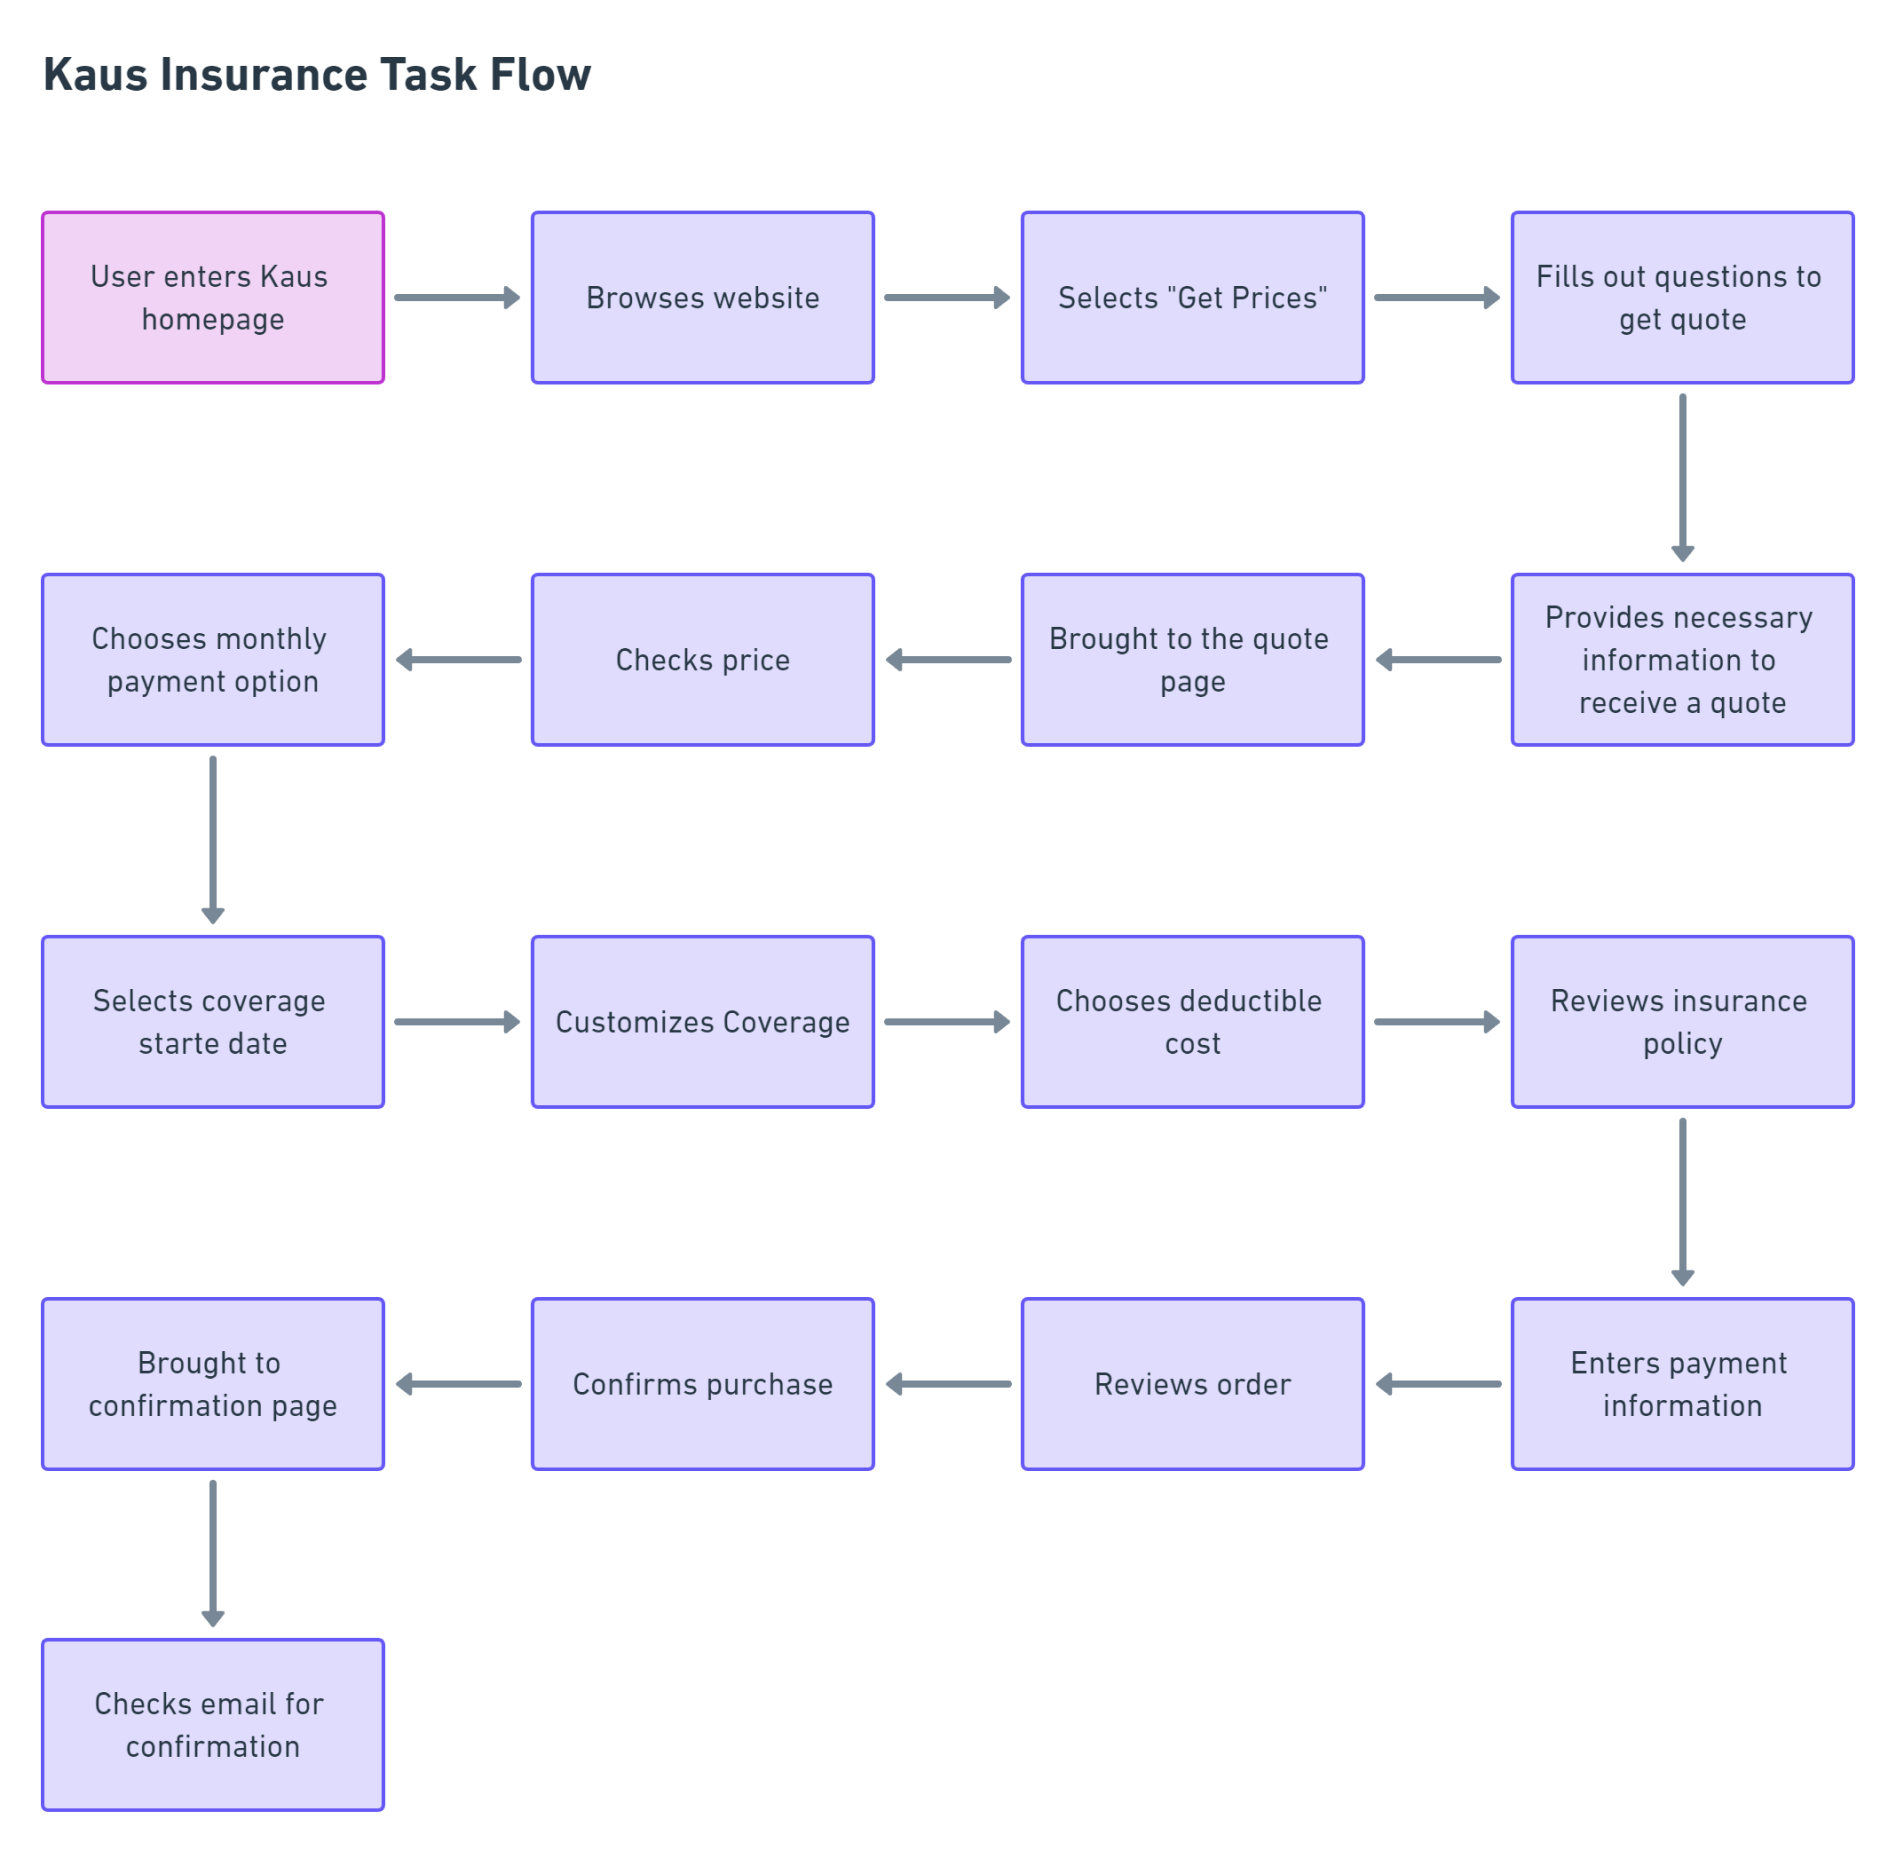 Kaus Insurance Task Flow
User enters Kaus
homepage
Browses website
Selects "Get Prices"
Fills out questions to
get quote
Provides necessary
information to
receive a quote
Brought to the quote
page
Checks price
Chooses monthly
payment option
Selects coverage
starte date
Customizes Coverage
Chooses deductible
cost
Reviews insurance
policy
Enters payment
information
Reviews order
Confirms purchase
Brought to
confirmation page
Checks email for
confirmation